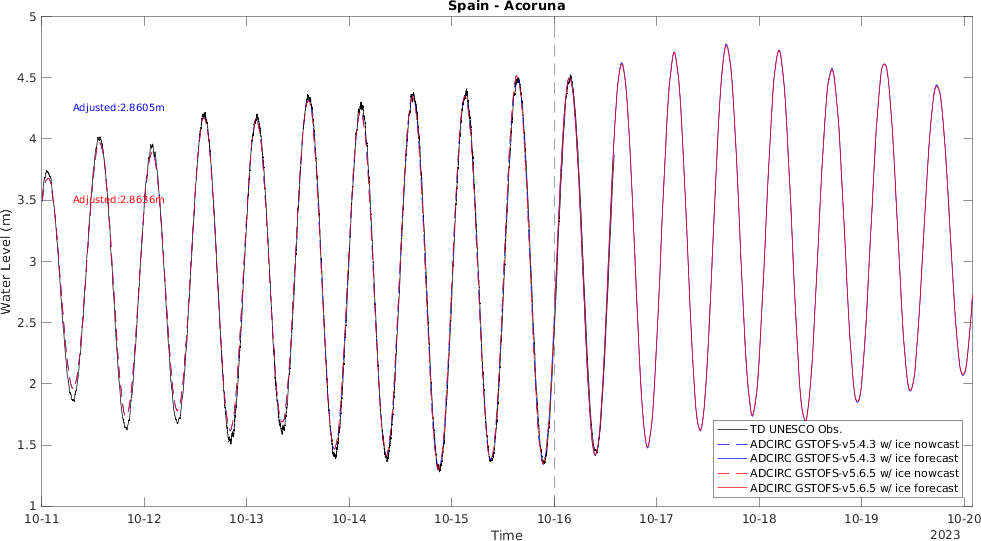 Spain - Acoruna
5
4.5
4
3.5
3
2.5
2
1.5
1
Water Level (m)
Adjusted:2.8605m
Adjusted:2.8636m
TD UNESCO Obs.
ADCIRC GSTOFS-v5.4.3 w/ ice nowcast
ADCIRC GSTOFS-v5.4.3 w/ ice forecast
ADCIRC GSTOFS-v5.6.5 w/ ice nowcast
ADCIRC GSTOFS-v5.6.5 w/ ice forecast
10-11 10-12 10-13 10-14 10-15 10-16 10-17 10-18 10-19 10-20
Time
2023